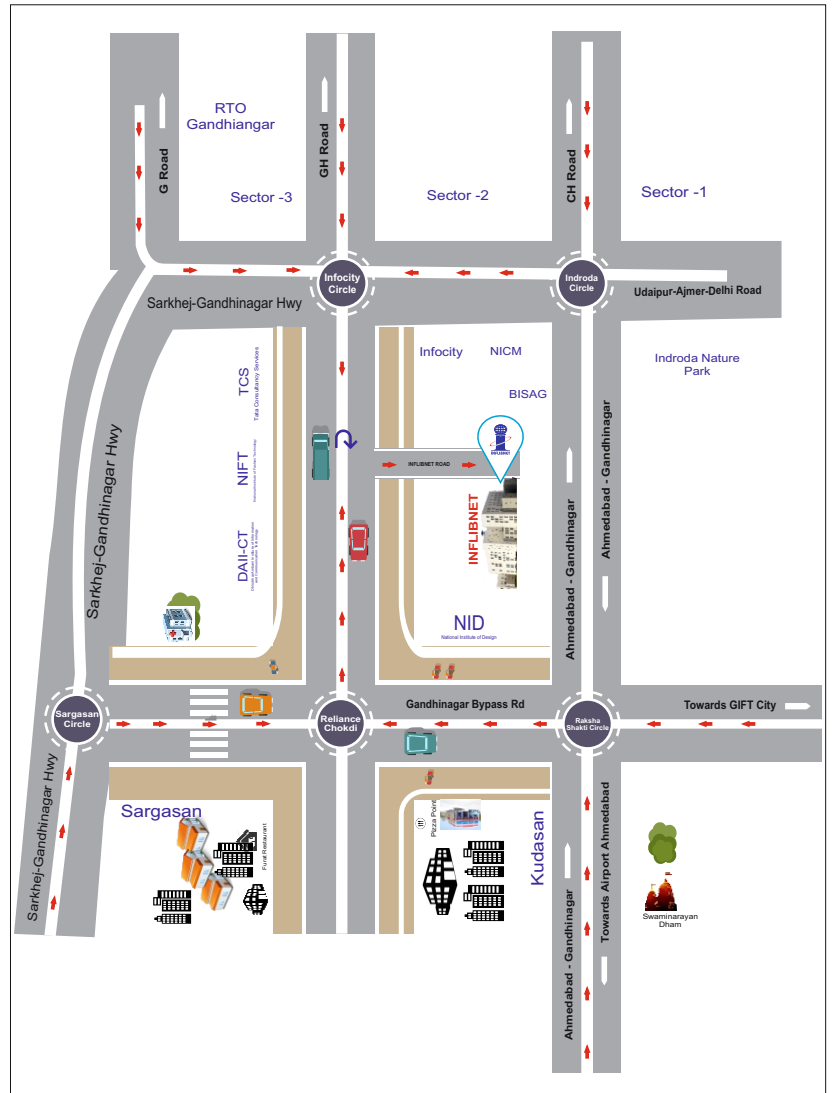 RTO
Gandhiangar
G Road
GH Road
CH Road
Sector -3
Sector -2
Sector -1
Infocity
Circle
Indroda
Circle
Udaipur-Ajmer-Delhi Road
Sarkhej-Gandhinagar Hwy
Infocity
NICM
BISAG
Indroda Nature
Park
TCS
Tata Consultancy Services
NIFT
DAII-CT
INFLIBNET
INFLIBNET ROAD
INFLIBNET
Sarkhej-Gandhinagar Hwy
Ahmedabad - Gandhinagar
Ahmedabad - Gandhinagar
NID
National Institute of Design
Sargasan
Circle
Reliance
Chokdi
Gandhinagar Bypass Rd
Raksha
Shakti Circle
Towards GIFT City
Sarkhej-Gandhinagar Hwy
Sargasan
Furat Restaurant
Pizza Point
Kudasan
Ahmedabad - Gandhinagar
Towards Airport Ahmedabad
Swaminarayan
Dham